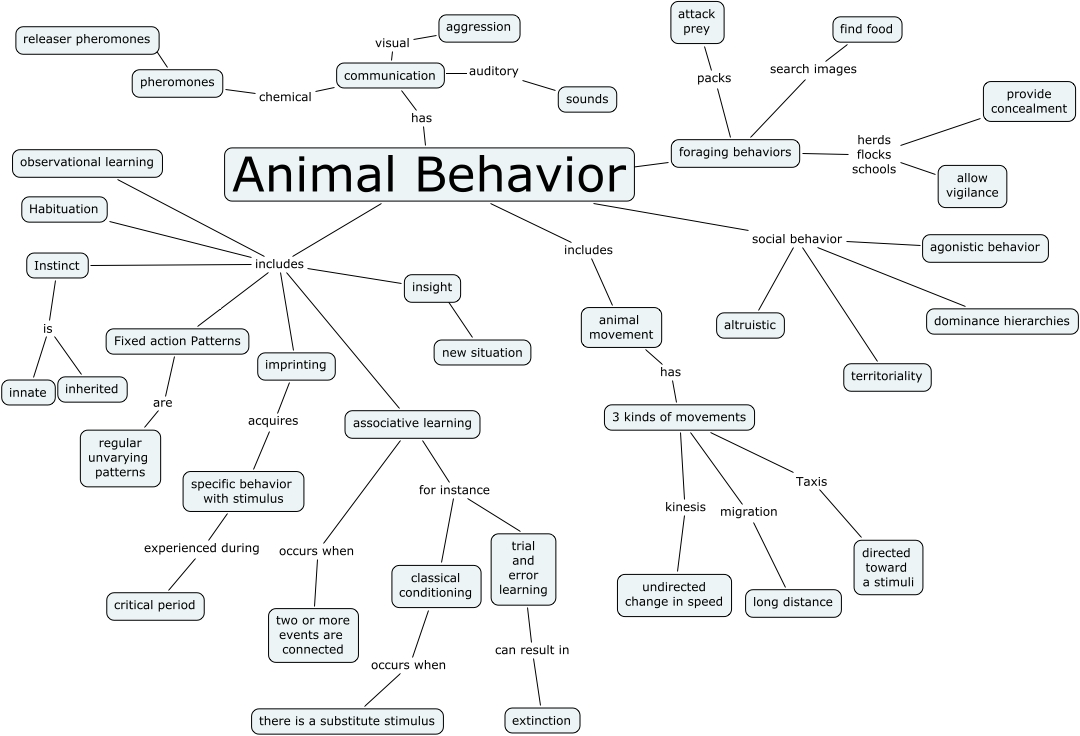 attack
prey
aggression
find food
releaser pheromones
visual
packs
search images
communication
auditory
pheromones
chemical
sounds
provide
concealment
has
herds
flocks
schools
foraging behaviors
observational learning
Animal Behavior
allow
vigilance
Habituation
social behavior
agonistic behavior
includes
Instinct
includes
insight
animal
movement
altruistic
dominance hierarchies
is
Fixed action Patterns
new situation
imprinting
has
territoriality
innate
inherited
are
acquires
associative learning
3 kinds of movements
regular
unvarying
patterns
specific behavior
with stimulus
for instance
Taxis
kinesis
migration
experienced during
occurs when
trial
and
error
learning
directed
toward
a stimuli
classical
conditioning
undirected
change in speed
long distance
critical period
two or more
events are
connected
can result in
occurs when
there is a substitute stimulus
extinction